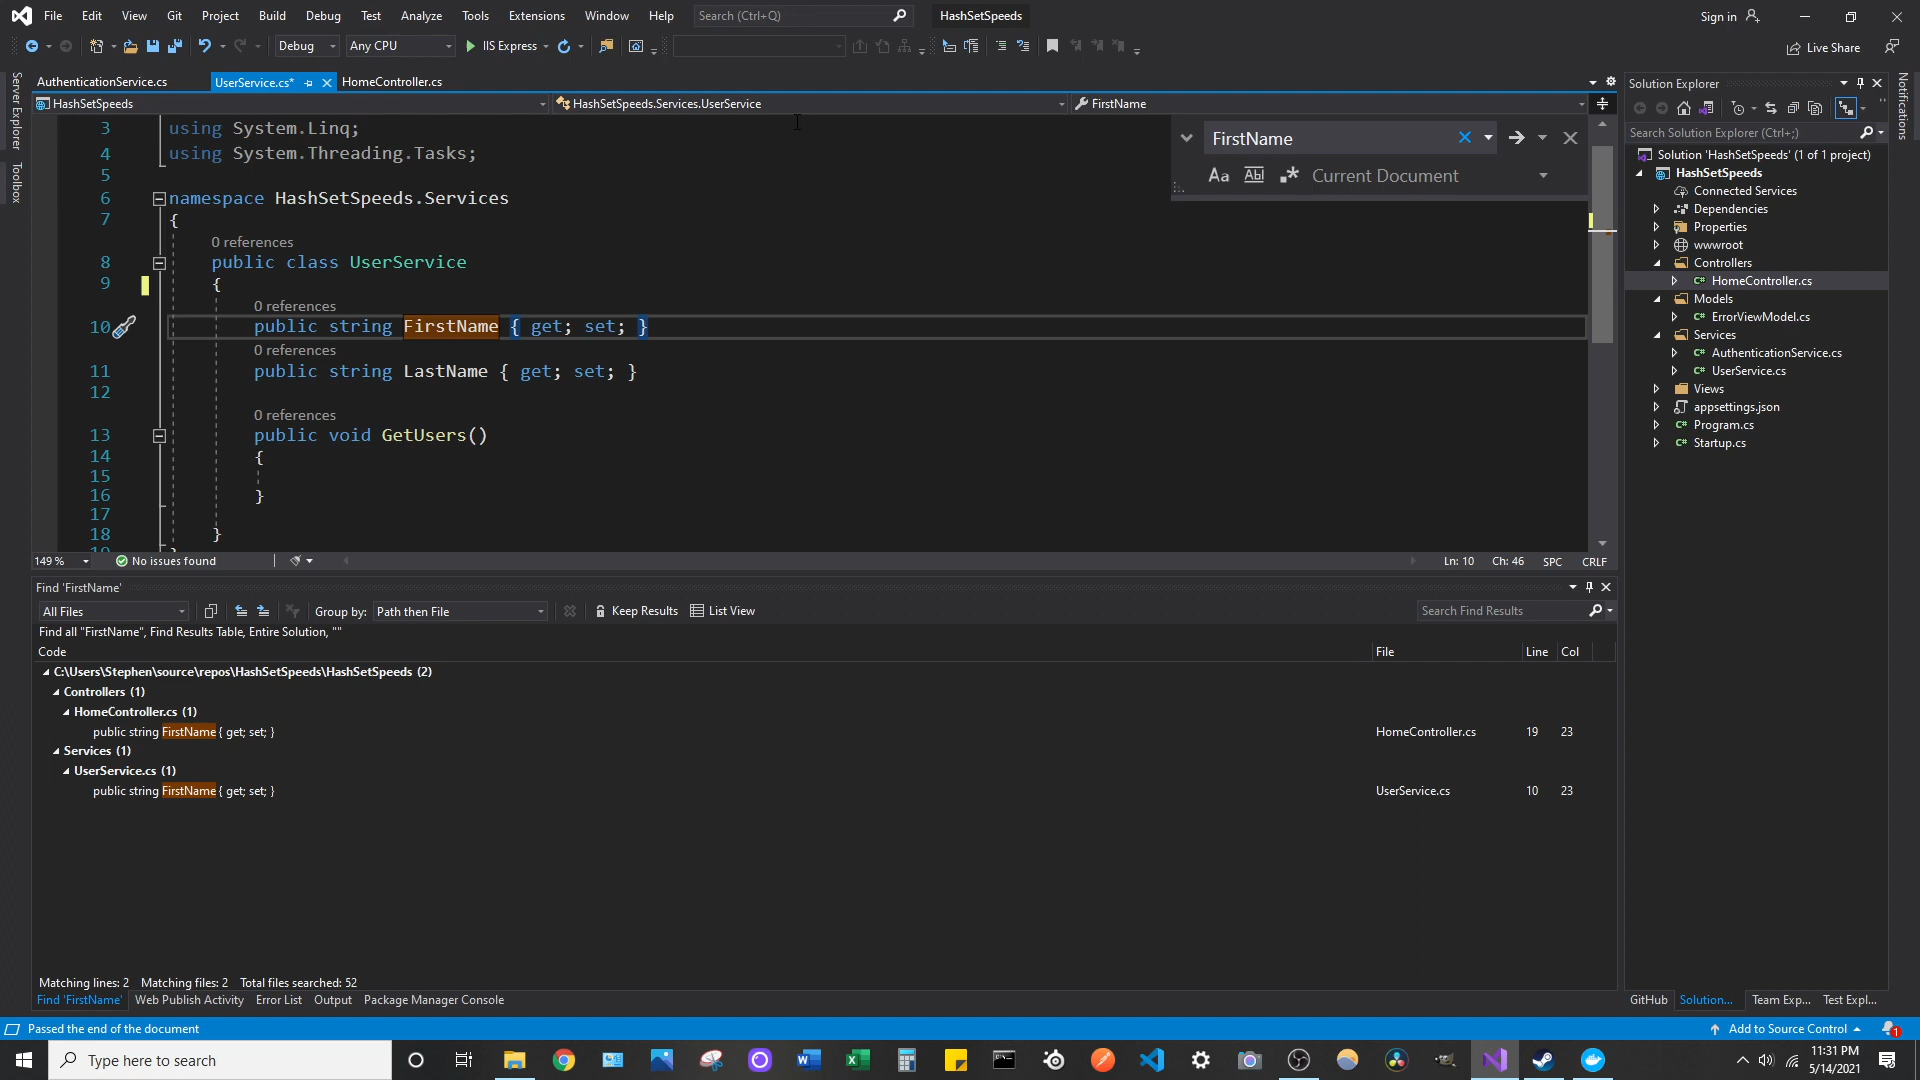 File Edit View Git Project Build Debug Test Analyze Tools Extensions Window Help Search (Ctrl+Q) HashSetSpeeds Sign in
Debug Any CPU IIS Express Live Share
Server Explorer
Toolbox
AuthenticationService.cs UserService.cs* HomeController.cs
HashSetSpeeds HashSetSpeeds.Services.UserService FirstName
3 using System.Linq;
4 using System.Threading.Tasks;
5
6 namespace HashSetSpeeds.Services
7 {
0 references
8 public class UserService
9 {
0 references
10 public string FirstName { get; set; }
0 references
11 public string LastName { get; set; }
12
0 references
13 public void GetUsers()
14 {
15
16 }
17
18 }
19 }
FirstName
Aa Abl .* Current Document
149 % No issues found Ln: 10 Ch: 46 SPC CRLF
Find 'FirstName'
All Files Group by: Path then File Keep Results List View Search Find Results
Find all "FirstName", Find Results Table, Entire Solution, ""
Code File Line Col
C:\Users\Stephen\source\repos\HashSetSpeeds\HashSetSpeeds (2)
Controllers (1)
HomeController.cs (1)
public string FirstName { get; set; } HomeController.cs 19 23
Services (1)
UserService.cs (1)
public string FirstName { get; set; } UserService.cs 10 23
Matching lines: 2 Matching files: 2 Total files searched: 52
Find 'FirstName' Web Publish Activity Error List Output Package Manager Console
Solution Explorer
Search Solution Explorer (Ctrl+;)
Solution 'HashSetSpeeds' (1 of 1 project)
HashSetSpeeds
Connected Services
Dependencies
Properties
wwwroot
Controllers
C# HomeController.cs
Models
C# ErrorViewModel.cs
Services
C# AuthenticationService.cs
C# UserService.cs
Views
appsettings.json
C# Program.cs
C# Startup.cs
GitHub Solution... Team Exp... Test Expl...
Notifications
Passed the end of the document Add to Source Control 1
Type here to search 11:31 PM
5/14/2021